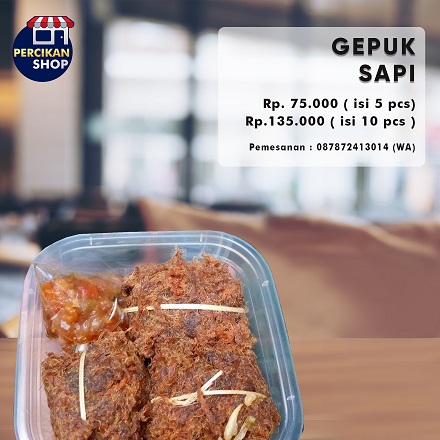 PERCIKAN
SHOP
GEPUK
SAPI
Rp. 75.000 ( isi 5 pcs)
Rp.135.000 ( isi 10 pcs )
Pemesanan : 087872413014 (WA)